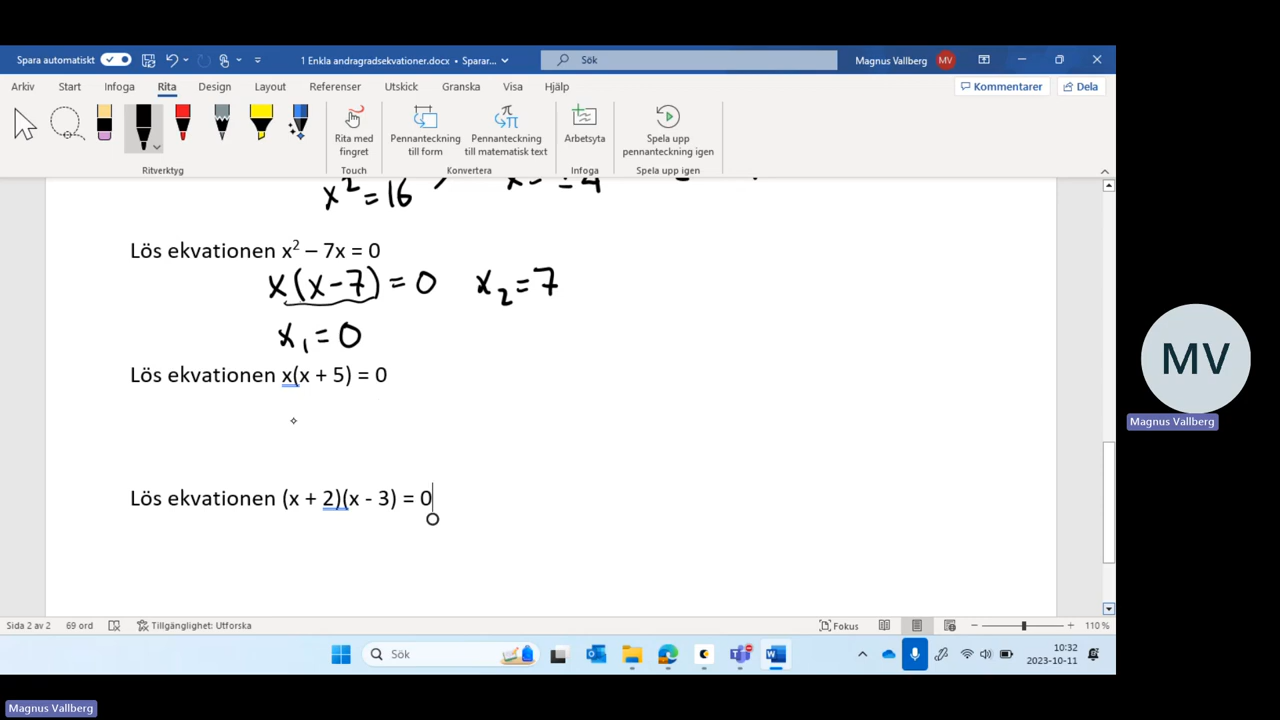 Spara automatiskt
1 Enkla andragradsekvationer.docx • Sparar...
Sök
Magnus Vallberg
MV
Arkiv Start Infoga Rita Design Layout Referenser Utskick Granska Visa Hjälp
Kommentarer
Dela
Rita med fingret
Pennanteckning till form
Pennanteckning till matematisk text
Arbetsyta
Spela upp pennanteckning igen
Ritverktyg Touch Konvertera Infoga Spela upp igen
x² = 16 x = ± 4
Lös ekvationen x² – 7x = 0
x(x-7) = 0 x₂ = 7
x₁ = 0
Lös ekvationen x(x + 5) = 0
Lös ekvationen (x + 2)(x - 3) = 0
MV
Magnus Vallberg
Sida 2 av 2 69 ord Tillgänglighet: Utforska Fokus 110 %
Sök
10:32
2023-10-11
Magnus Vallberg